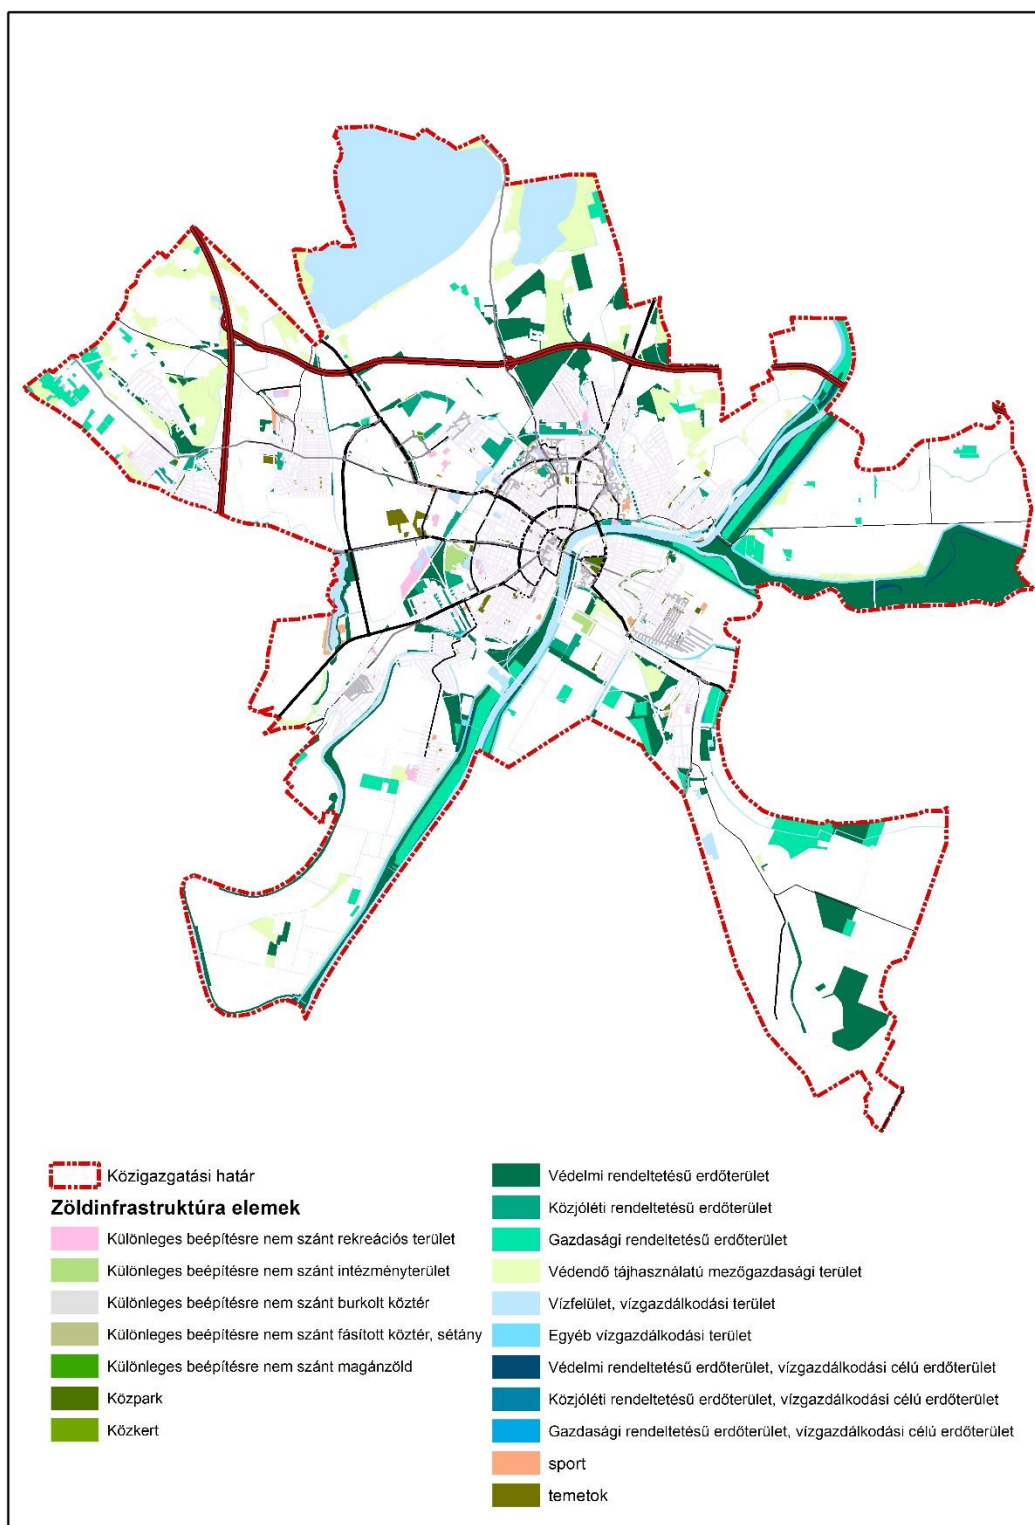 Közigazgatási határ
Zöldinfrastruktúra elemek
Különleges beépítésre nem szánt rekreációs terület
Különleges beépítésre nem szánt intézményterület
Különleges beépítésre nem szánt burkolt köztér
Különleges beépítésre nem szánt fásított köztér, sétány
Különleges beépítésre nem szánt magánzöld
Közpark
Közkert
Védelmi rendeltetésű erdőterület
Közjóléti rendeltetésű erdőterület
Gazdasági rendeltetésű erdőterület
Védendő tájhasználatú mezőgazdasági terület
Vízfelület, vízgazdálkodási terület
Egyéb vízgazdálkodási terület
Védelmi rendeltetésű erdőterület, vízgazdálkodási célú erdőterület
Közjóléti rendeltetésű erdőterület, vízgazdálkodási célú erdőterület
Gazdasági rendeltetésű erdőterület, vízgazdálkodási célú erdőterület
sport
temetok